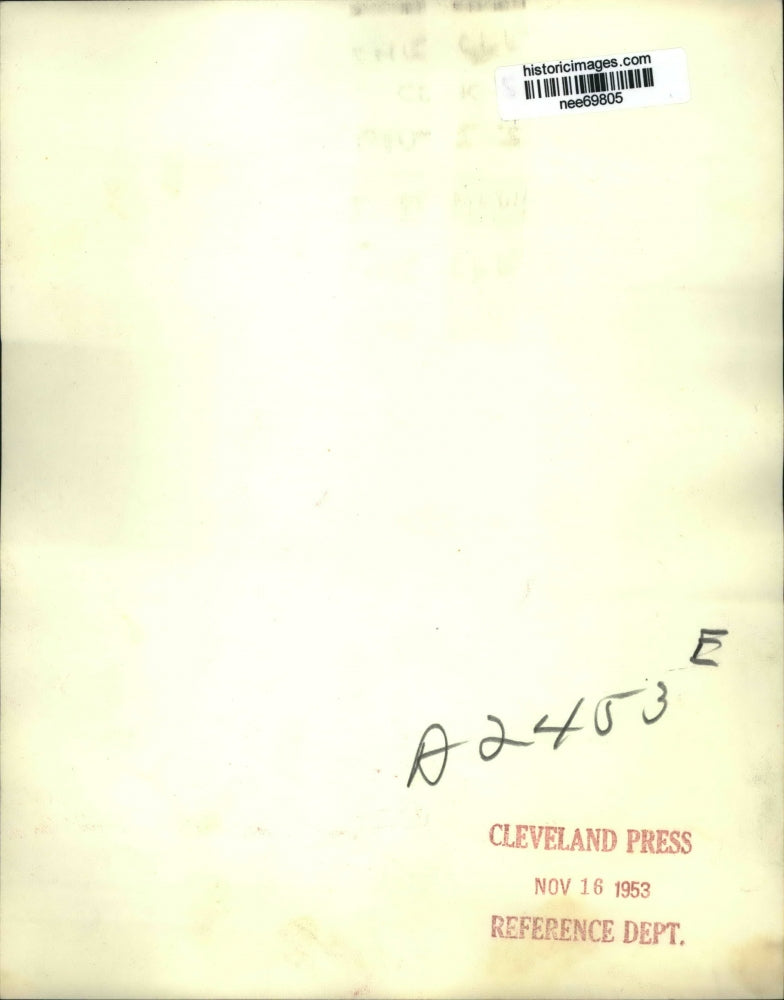 historicimages.com
nee69805
E
A2453
CLEVELAND PRESS
NOV 16 1953
REFERENCE DEPT.